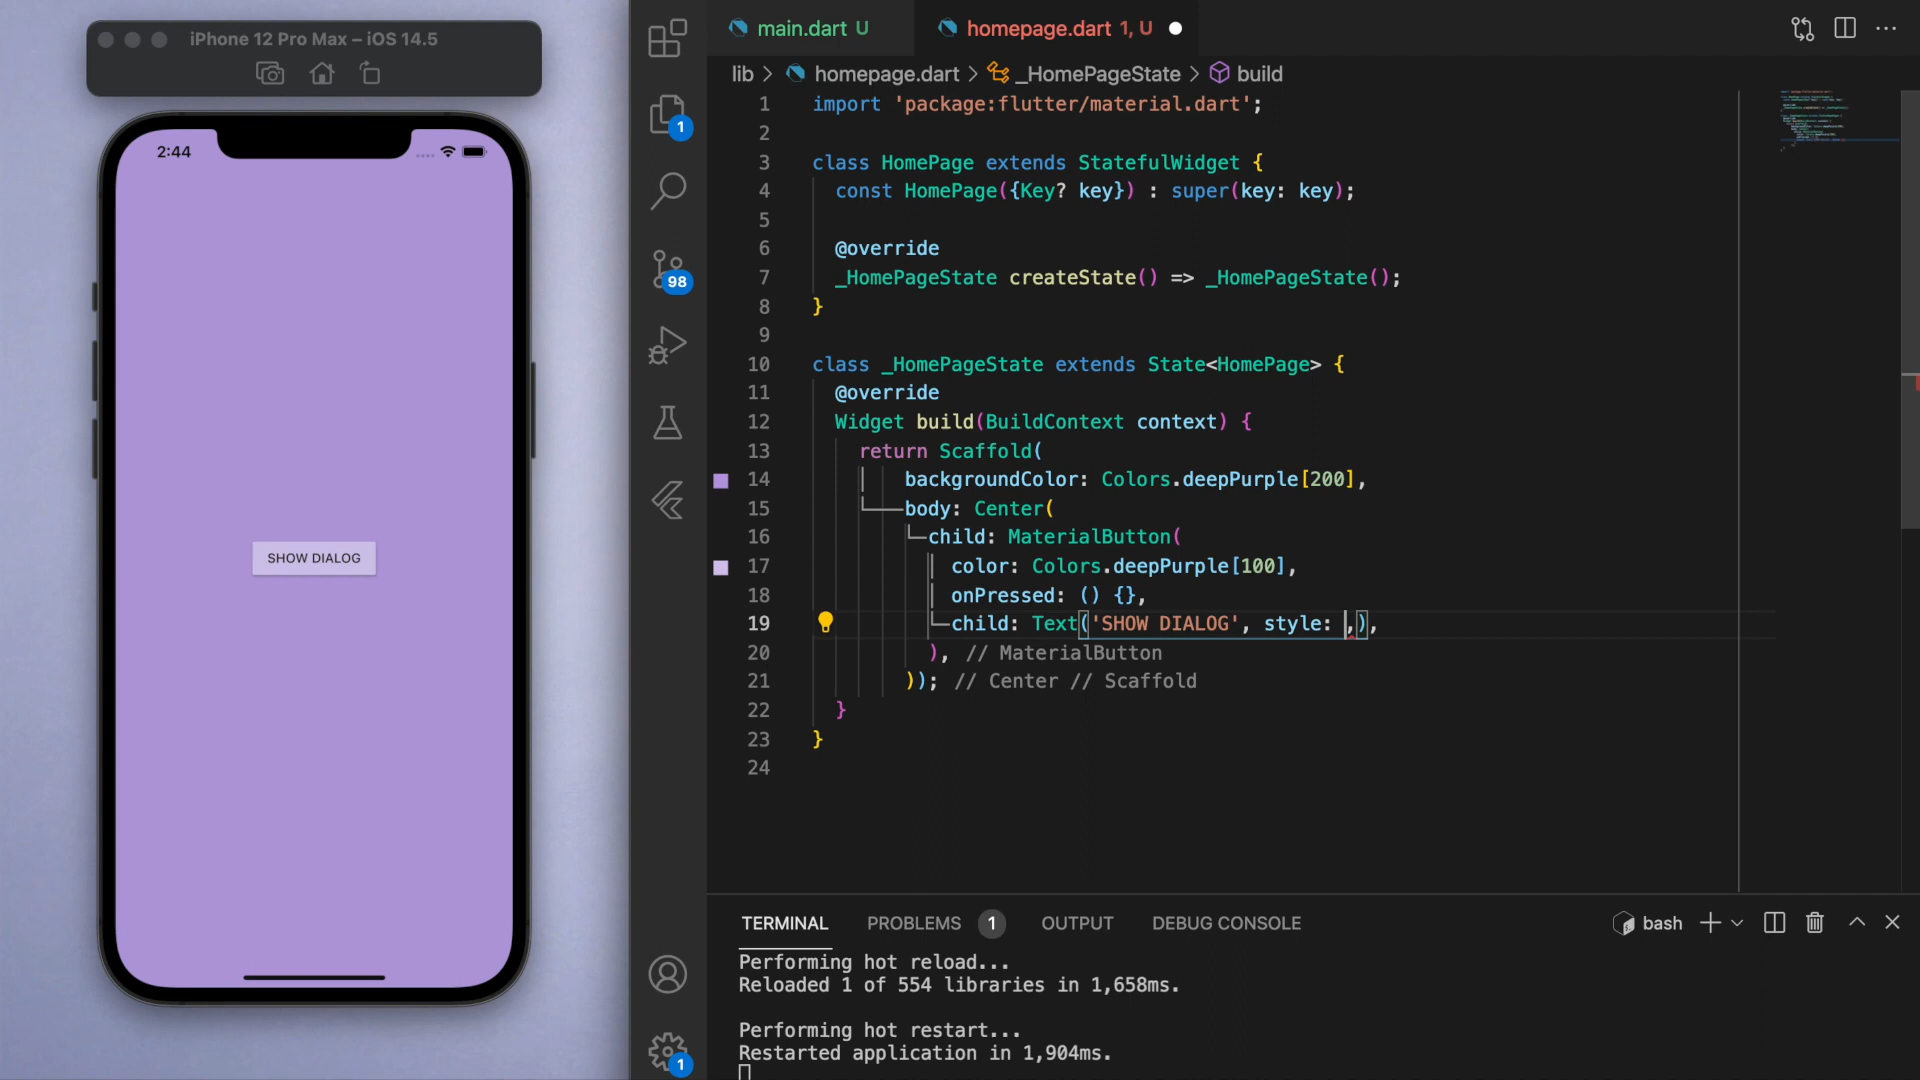 iPhone 12 Pro Max – iOS 14.5
2:44
SHOW DIALOG
1
98
1
main.dart U
homepage.dart 1, U
lib > homepage.dart > _HomePageState > build
1 import 'package:flutter/material.dart';
2
3 class HomePage extends StatefulWidget {
4 const HomePage({Key? key}) : super(key: key);
5
6 @override
7 _HomePageState createState() => _HomePageState();
8 }
9
10 class _HomePageState extends State<HomePage> {
11 @override
12 Widget build(BuildContext context) {
13 return Scaffold(
14 backgroundColor: Colors.deepPurple[200],
15 body: Center(
16 child: MaterialButton(
17 color: Colors.deepPurple[100],
18 onPressed: () {},
19 child: Text('SHOW DIALOG', style: ,),
20 ), // MaterialButton
21 )); // Center // Scaffold
22 }
23 }
24
TERMINAL PROBLEMS 1 OUTPUT DEBUG CONSOLE bash
Performing hot reload...
Reloaded 1 of 554 libraries in 1,658ms.
Performing hot restart...
Restarted application in 1,904ms.